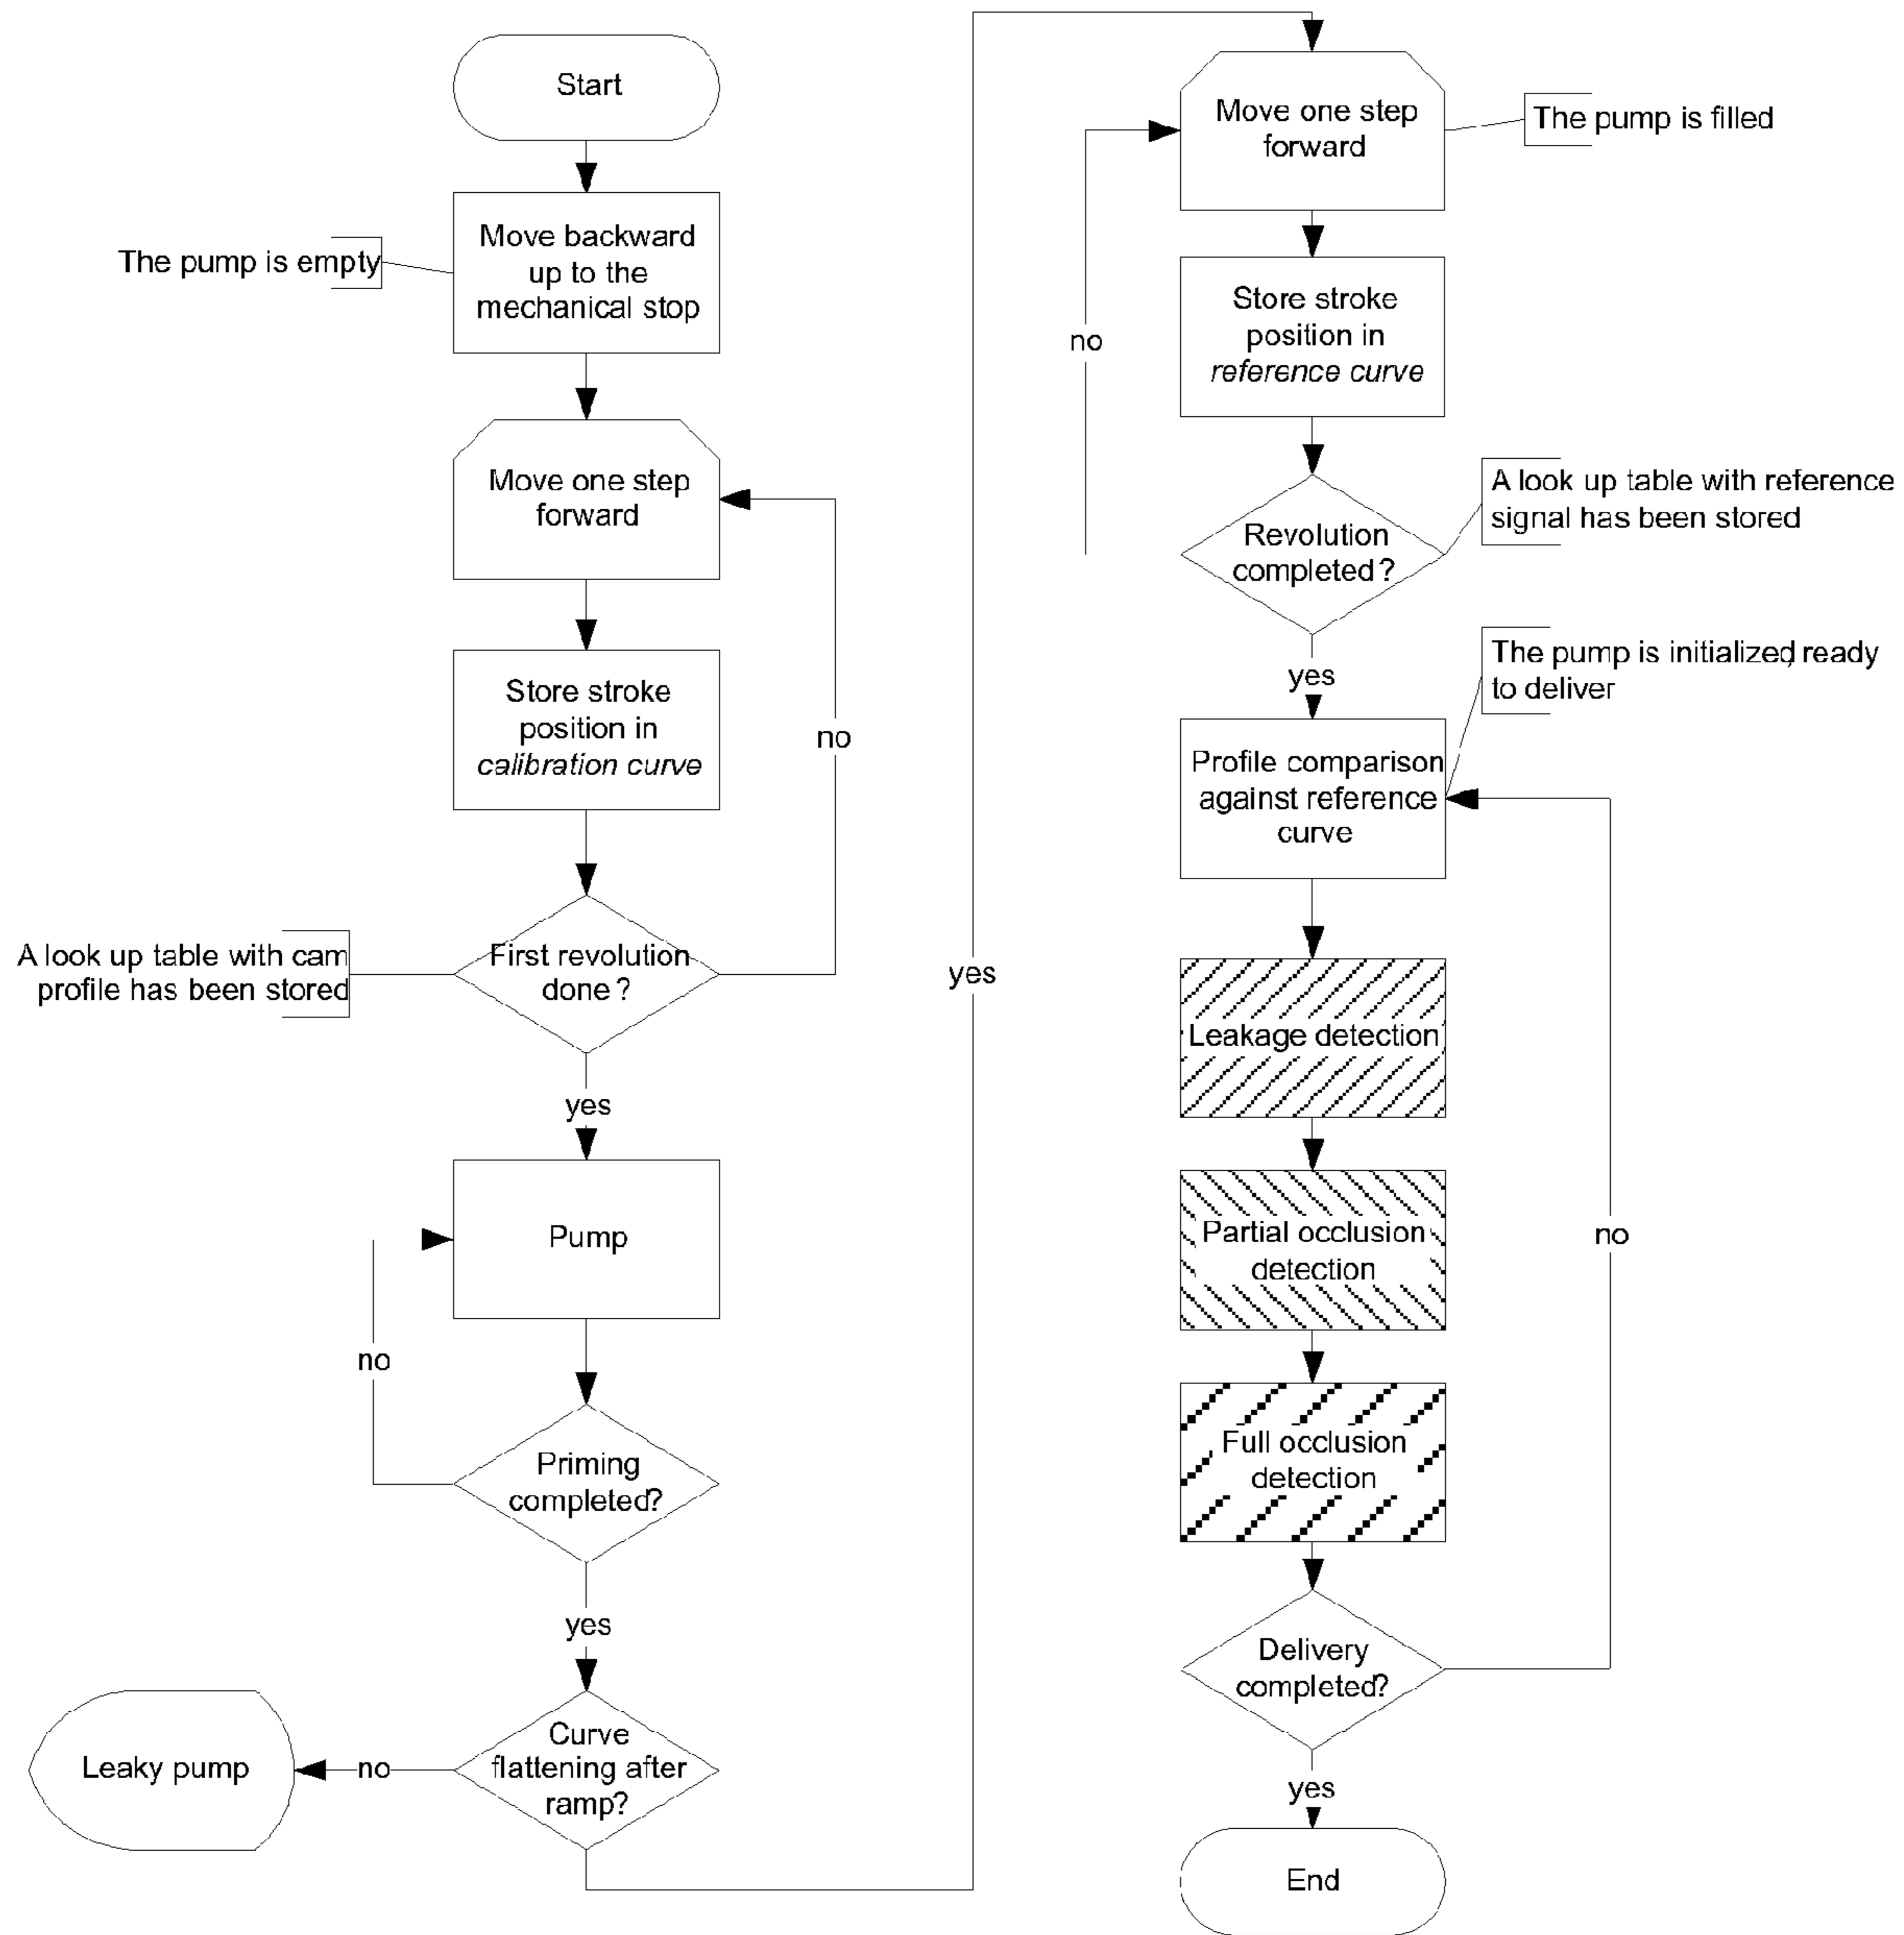 Start
The pump is empty
Move backward
up to the
mechanical stop
Move one step
forward
Store stroke
position in
calibration curve
no
A look up table with cam
profile has been stored
First revolution
done?
yes
Pump
no
Priming
completed?
yes
Curve
flattening after
ramp?
no
Leaky pump
yes
Move one step
forward
The pump is filled
no
Store stroke
position in
reference curve
Revolution
completed?
A look up table with reference
signal has been stored
yes
The pump is initialized, ready
to deliver
Profile comparison
against reference
curve
Leakage detection
Partial occlusion
detection
no
Full occlusion
detection
Delivery
completed?
yes
End